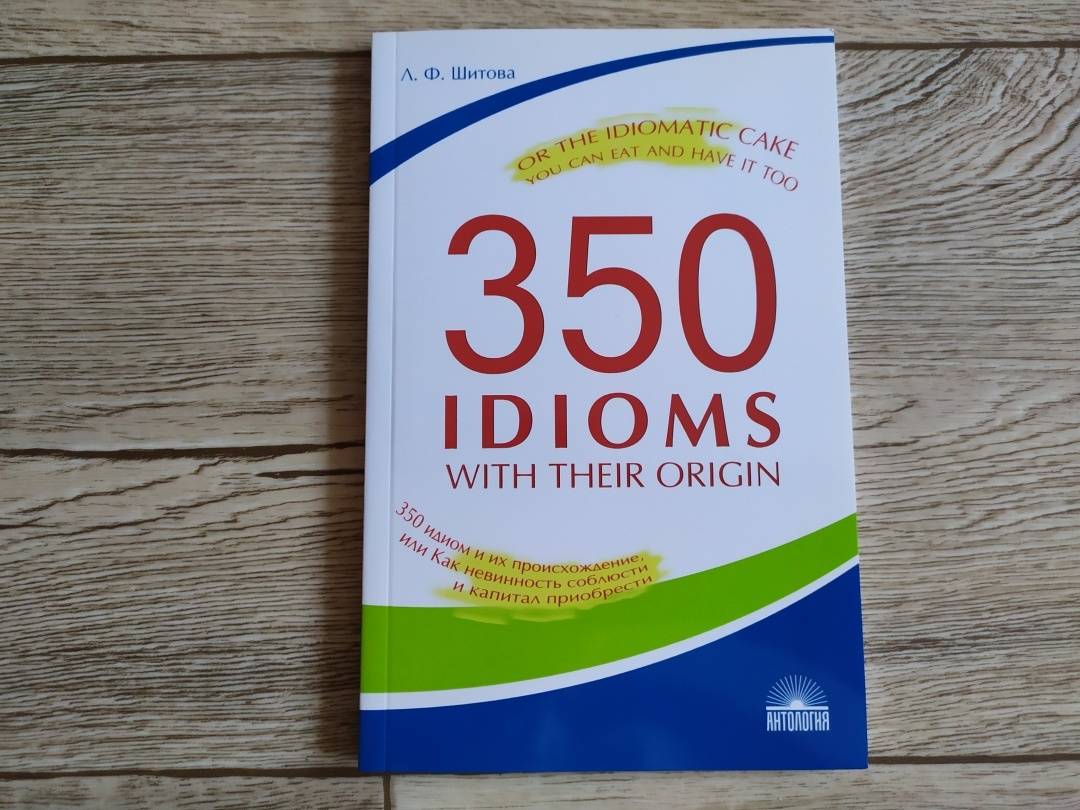 Л. Ф. Шитова
OR THE IDIOMATIC CAKE
YOU CAN EAT AND HAVE IT TOO
350
IDIOMS
WITH THEIR ORIGIN
350 идиом и их происхождение,
или Как невинность соблюсти
и капитал приобрести
АНТОЛОГИЯ